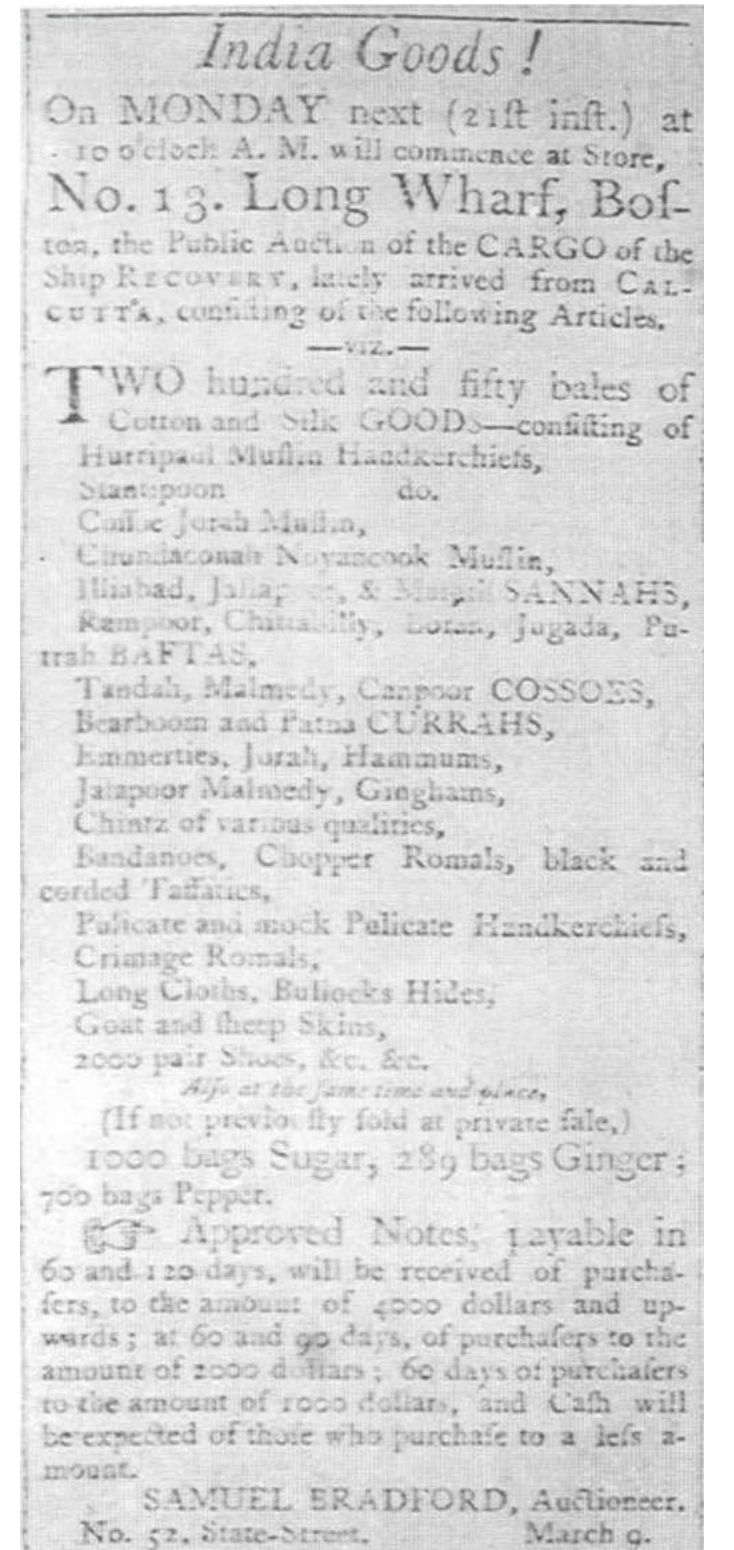 India Goods!
On MONDAY next (21ſt inſt.) at
10 o'clock A. M. will commence at Store,
No. 13. Long Wharf, Boſ-
ton, the Public Auction of the CARGO of the
Ship RECOVERY, lately arrived from CAL-
CUTTA, conſiſting of the following Articles.
—VIZ.—
TWO hundred and fifty bales of
Cotton and Silk GOODS—conſiſting of
Hurripaul Muſlin Handkerchiefs,
do.
Jorah Muſlin,
Muſlin,
Illiabad, & SANNAHS,
Rampoor, Chittabilly, Jugada, Pu-
trah BAFTAS,
Tandah, Malmedy, Canpoor COSSOES,
Bearboom and Patna CURRAHS,
Emmerties, Jorah, Hammums,
Jalapoor Malmedy, Ginghams,
Chintz of various qualities,
Bandanoes, Chopper Romals, black and
corded Taffaties,
Pulicate and mock Pulicate Handkerchiefs,
Crimage Romals,
Long Cloths, Bullocks Hides,
Goat and ſheep Skins,
2000 pair Shoes, &c. &c.
Alſo at the ſame time and place,
(If not previouſly ſold at private ſale,)
1000 bags Sugar, 289 bags Ginger;
700 bags Pepper.
☞ Approved Notes, payable in
60 and 120 days, will be received of purcha-
ſers, to the amount of 4000 dollars and up-
wards; at 60 and 90 days, of purchaſers to the
amount of 2000 dollars; 60 days of purchaſers
to the amount of 1000 dollars, and Caſh will
be expected of thoſe who purchaſe to a leſs a-
mount.
SAMUEL BRADFORD, Auctioneer.
No. 52, State-Street. March 9.